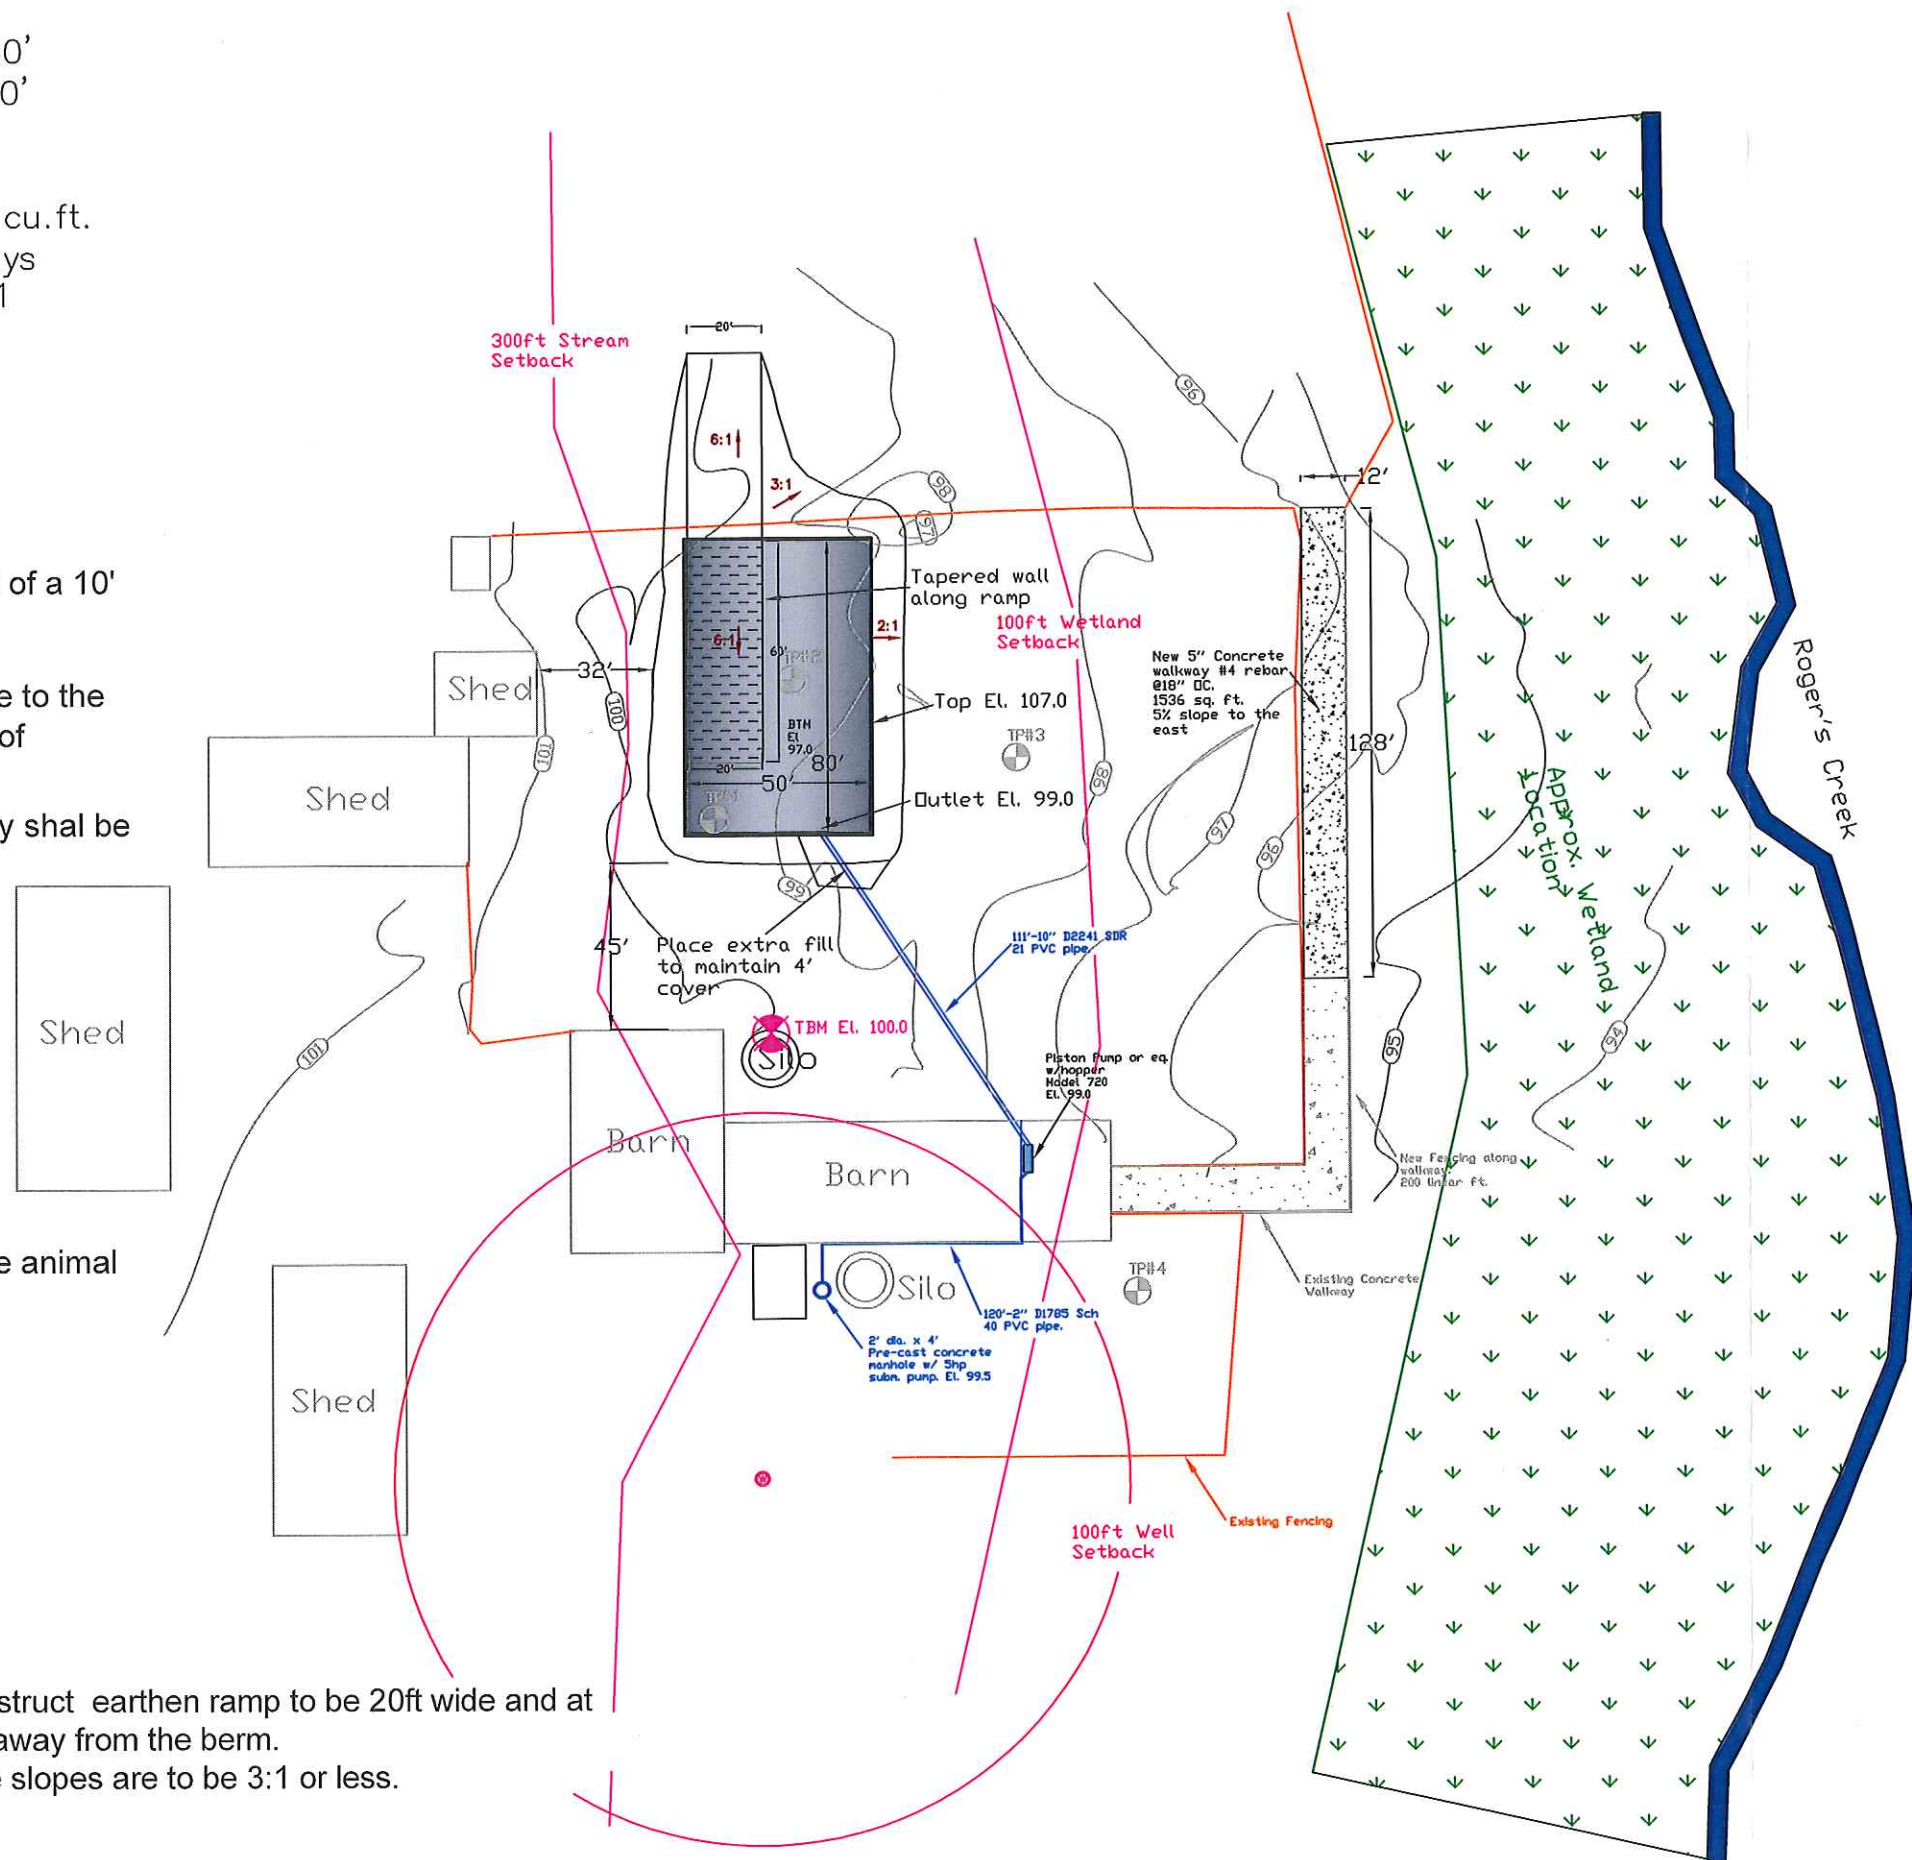 0'
0'
cu.ft.
ys
1
of a 10'
e to the
of
y shal be
e animal
struct earthen ramp to be 20ft wide and at
away from the berm.
e slopes are to be 3:1 or less.
300ft Stream
Setback
20'
6:1
3:1
98
97
96
12'
Tapered wall
along ramp
100ft Wetland
Setback
2:1
6:1
60'
TP#2
32'
Shed
100
101
Top El. 107.0
BTM
El
97.0
80'
20'
50'
TP#1
Outlet El. 99.0
TP#3
98
New 5" Concrete
walkway #4 rebar
@18" OC.
1536 sq. ft.
5% slope to the
east
128'
97
96
Shed
99
45'
Place extra fill
to maintain 4'
cover
111'-10" D2241 SDR
21 PVC pipe.
Approx. Wetland
Location
Roger's Creek
Shed
101
TBM El. 100.0
Silo
Piston Pump or eq.
w/hopper
Model 720
El. 99.0
95
94
Barn
Barn
New Fencing along
walkway.
200 linear ft.
Existing Concrete
Walkway
Silo
TP#4
120'-2" D1785 Sch
40 PVC pipe.
2' dia. x 4'
Pre-cast concrete
manhole w/ 5hp
subm. pump. El. 99.5
Shed
W
Existing Fencing
100ft Well
Setback